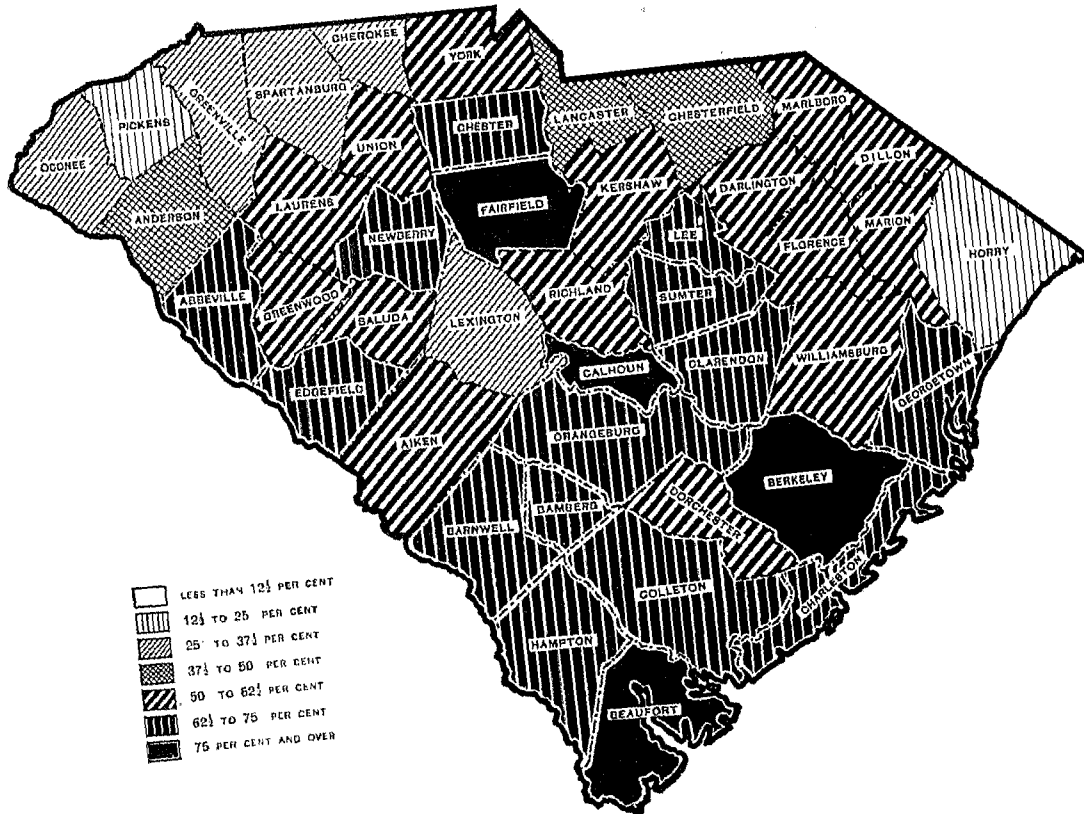 CHEROKEE
YORK
SPARTANBURG
GREENVILLE
PICKENS
OCONEE
CHESTER
LANCASTER
CHESTERFIELD
MARLBORO
UNION
DILLON
ANDERSON
LAURENS
FAIRFIELD
KERSHAW
DARLINGTON
NEWBERRY
LEE
FLORENCE
MARION
HORRY
ABBEVILLE
GREENWOOD
SALUDA
LEXINGTON
RICHLAND
SUMTER
CALHOUN
CLARENDON
WILLIAMSBURG
GEORGETOWN
EDGEFIELD
AIKEN
ORANGEBURG
BERKELEY
BARNWELL
BAMBERG
DORCHESTER
COLLETON
CHARLESTON
HAMPTON
BEAUFORT
LESS THAN 12½ PER CENT
12½ TO 25 PER CENT
25 TO 37½ PER CENT
37½ TO 50 PER CENT
50 TO 62½ PER CENT
62½ TO 75 PER CENT
75 PER CENT AND OVER